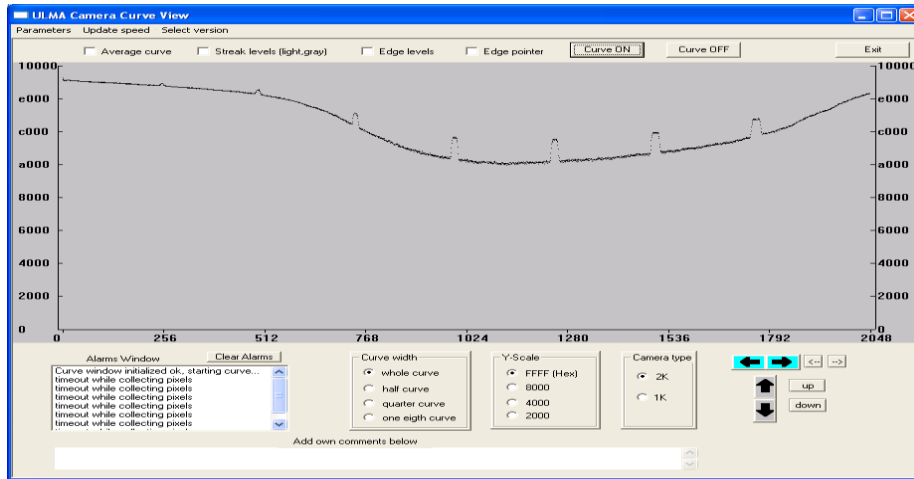 ULMA Camera Curve View
Parameters Update speed Select version
Average curve Streak levels (light,gray) Edge levels Edge pointer Curve ON Curve OFF Exit
10000 10000
e000 e000
c000 c000
a000 a000
8000 8000
6000 6000
4000 4000
2000 2000
0 0
0 256 512 768 1024 1280 1536 1792 2048
Alarms Window Clear Alarms
Curve window initialized ok, starting curve...
timeout while collecting pixels
timeout while collecting pixels
timeout while collecting pixels
timeout while collecting pixels
timeout while collecting pixels
timeout while collecting pixels
Curve width
whole curve
half curve
quarter curve
one eigth curve
Y-Scale
FFFF (Hex)
8000
4000
2000
Camera type
2K
1K
<-- -->
up
down
Add own comments below